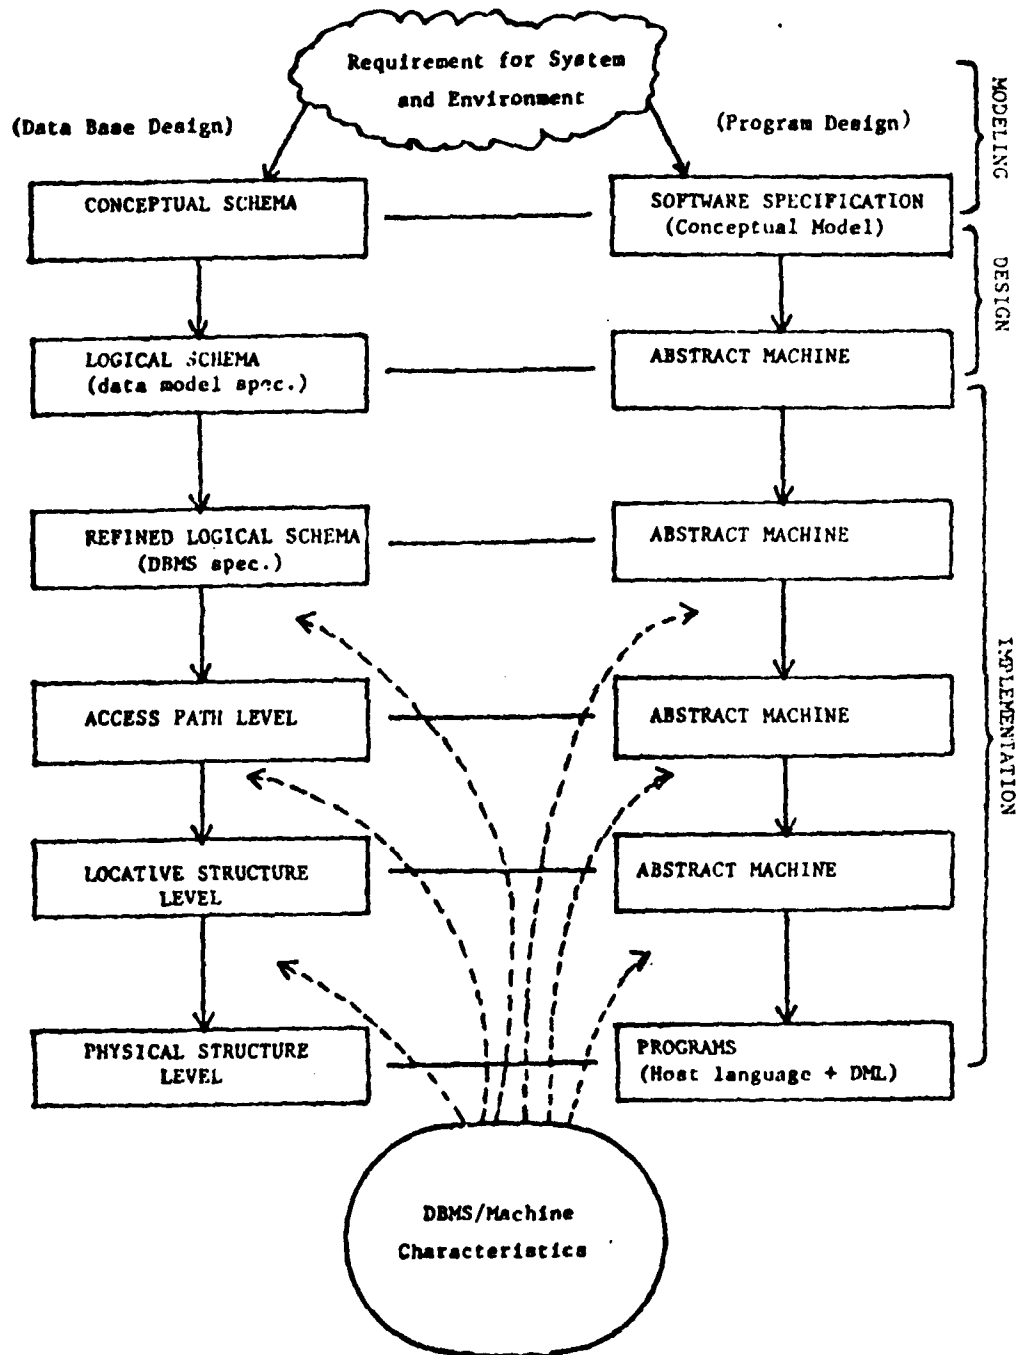 Requirement for System
and Environment
(Data Base Design)
(Program Design)
MODELING
CONCEPTUAL SCHEMA
SOFTWARE SPECIFICATION
(Conceptual Model)
DESIGN
LOGICAL SCHEMA
(data model spec.)
ABSTRACT MACHINE
REFINED LOGICAL SCHEMA
(DBMS spec.)
ABSTRACT MACHINE
IMPLEMENTATION
ACCESS PATH LEVEL
ABSTRACT MACHINE
LOCATIVE STRUCTURE
LEVEL
ABSTRACT MACHINE
PHYSICAL STRUCTURE
LEVEL
PROGRAMS
(Host language + DML)
DBMS/Machine
Characteristics